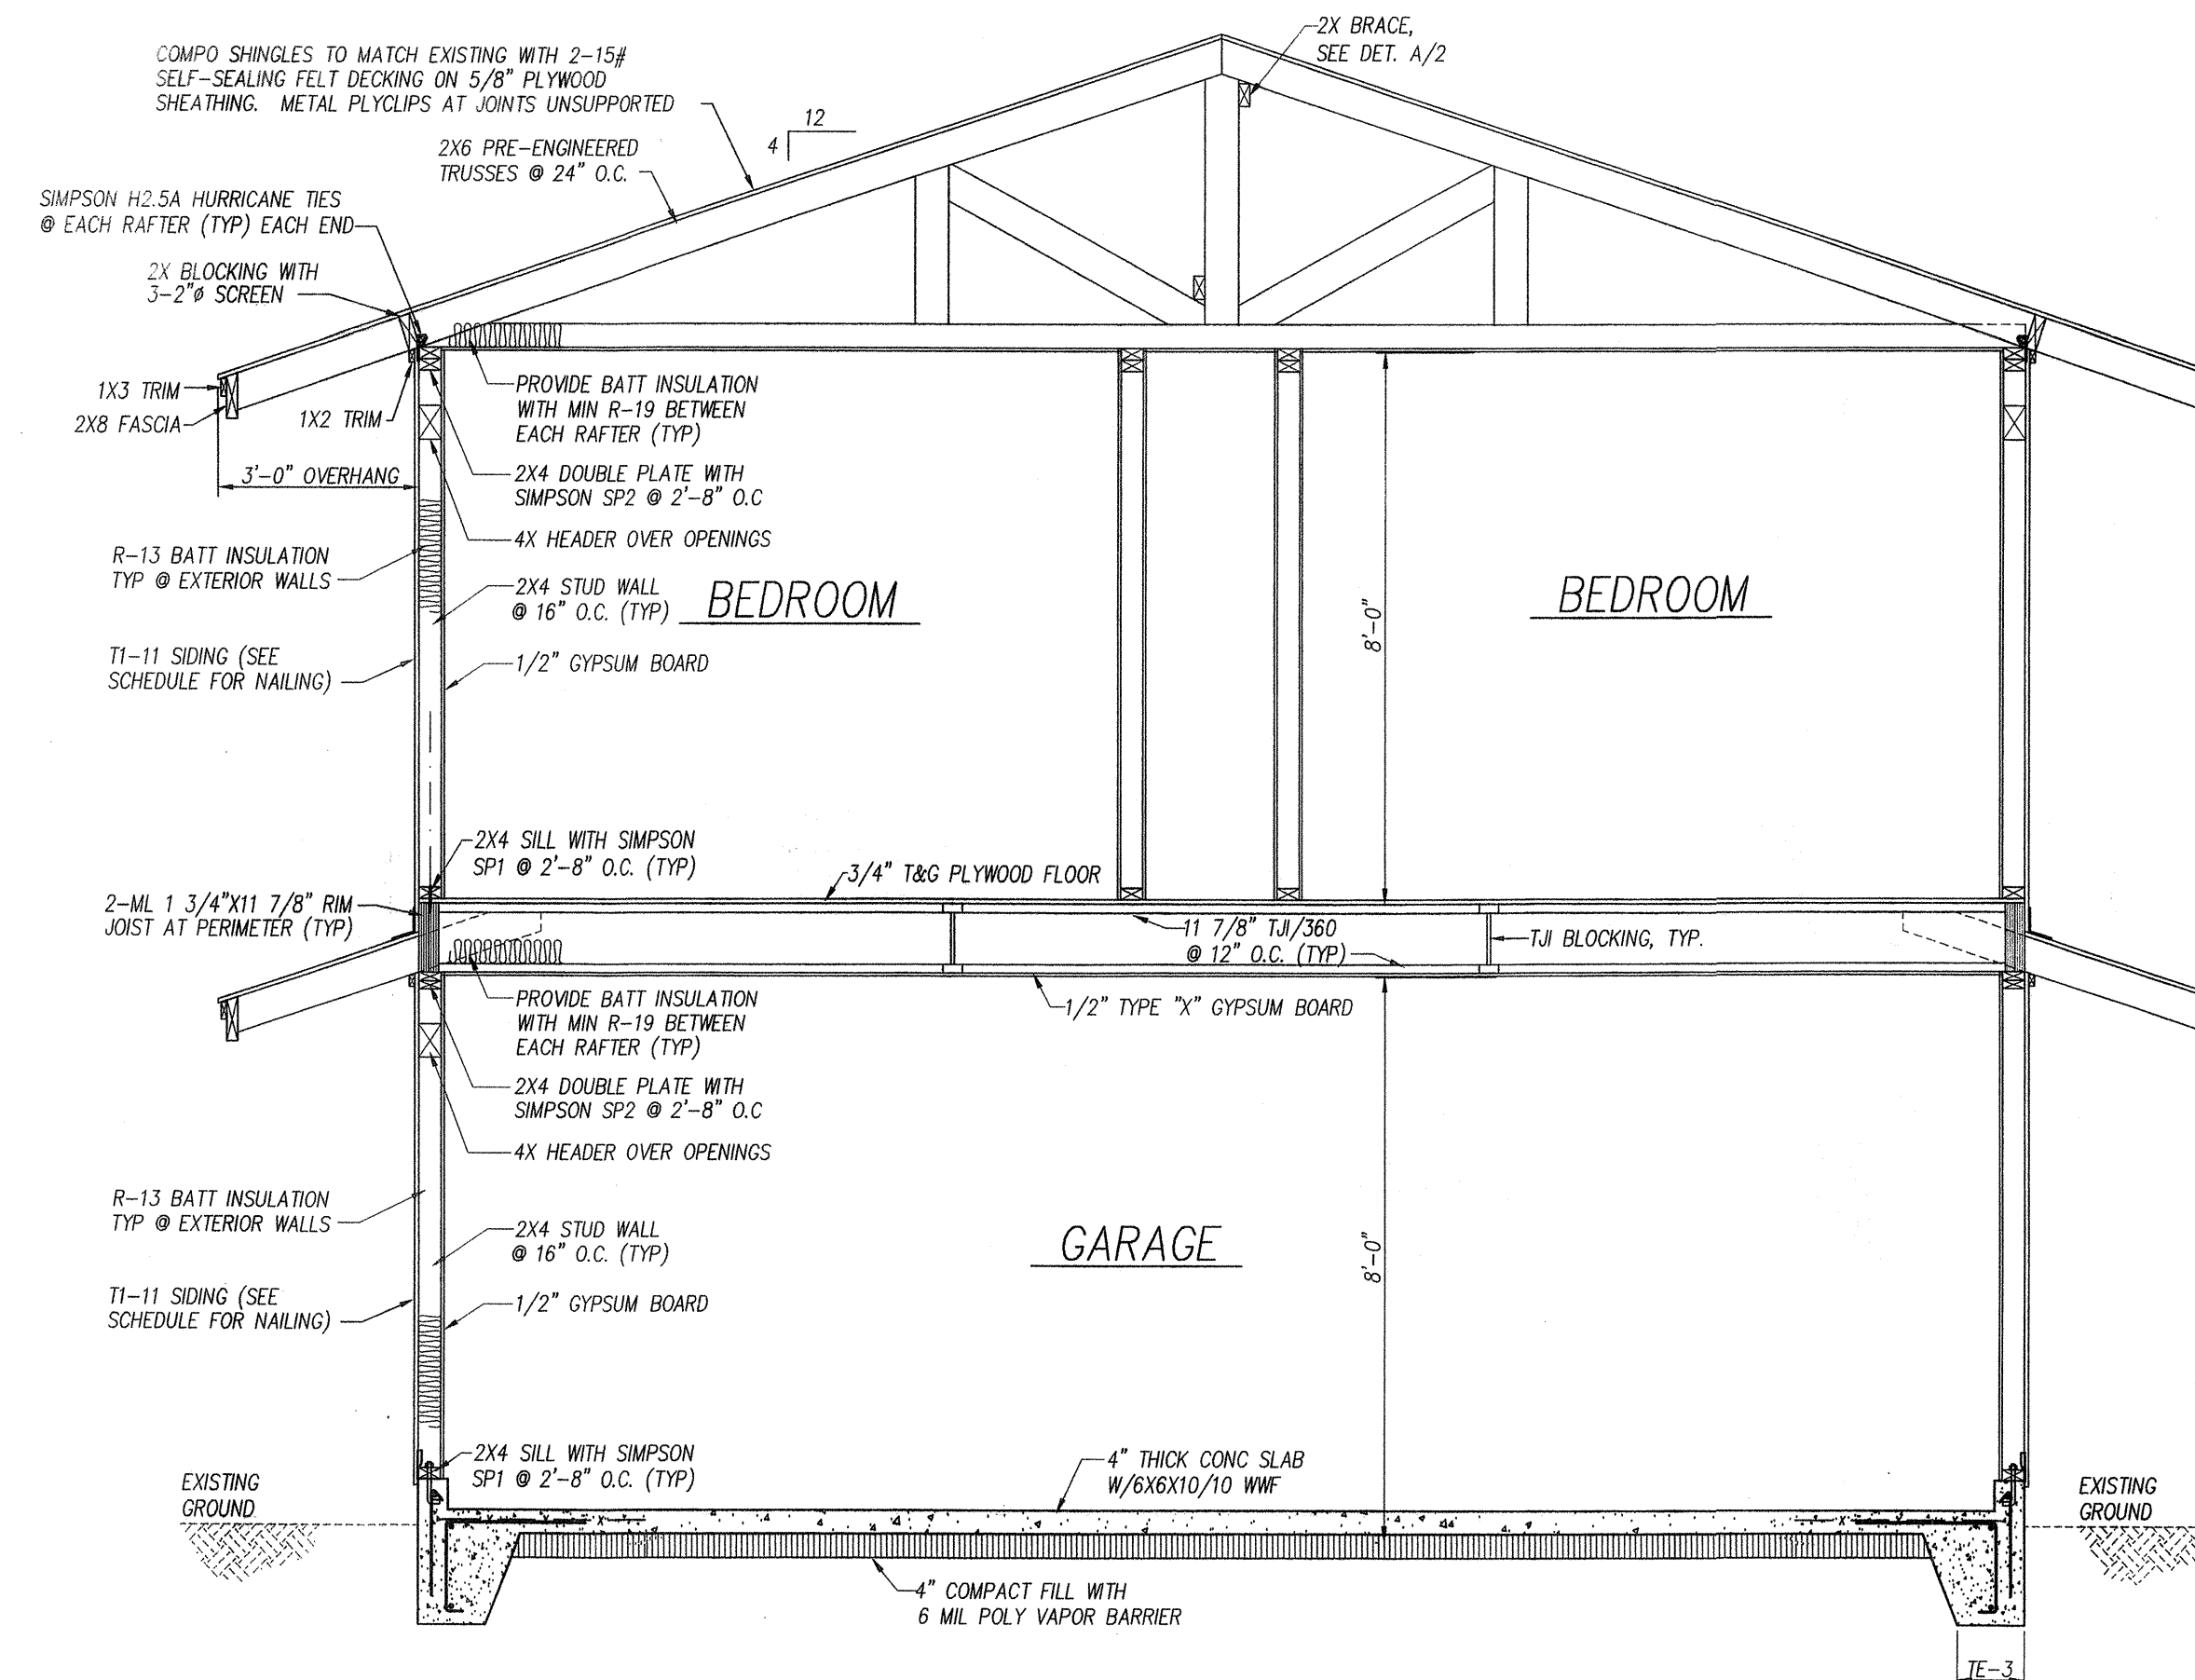 2X BRACE,
SEE DET. A/2
COMPO SHINGLES TO MATCH EXISTING WITH 2-15#
SELF-SEALING FELT DECKING ON 5/8" PLYWOOD
SHEATHING. METAL PLYCLIPS AT JOINTS UNSUPPORTED
12
4
2X6 PRE-ENGINEERED
TRUSSES @ 24" O.C.
SIMPSON H2.5A HURRICANE TIES
@ EACH RAFTER (TYP) EACH END
2X BLOCKING WITH
3-2"ø SCREEN
1X3 TRIM
2X8 FASCIA
1X2 TRIM
3'-0" OVERHANG
PROVIDE BATT INSULATION
WITH MIN R-19 BETWEEN
EACH RAFTER (TYP)
2X4 DOUBLE PLATE WITH
SIMPSON SP2 @ 2'-8" O.C
4X HEADER OVER OPENINGS
R-13 BATT INSULATION
TYP @ EXTERIOR WALLS
2X4 STUD WALL
@ 16" O.C. (TYP)
BEDROOM
BEDROOM
8'-0"
T1-11 SIDING (SEE
SCHEDULE FOR NAILING)
1/2" GYPSUM BOARD
2X4 SILL WITH SIMPSON
SP1 @ 2'-8" O.C. (TYP)
3/4" T&G PLYWOOD FLOOR
2-ML 1 3/4"X11 7/8" RIM
JOIST AT PERIMETER (TYP)
11 7/8" TJI/360
@ 12" O.C. (TYP)
TJI BLOCKING, TYP.
PROVIDE BATT INSULATION
WITH MIN R-19 BETWEEN
EACH RAFTER (TYP)
1/2" TYPE "X" GYPSUM BOARD
2X4 DOUBLE PLATE WITH
SIMPSON SP2 @ 2'-8" O.C
4X HEADER OVER OPENINGS
R-13 BATT INSULATION
TYP @ EXTERIOR WALLS
2X4 STUD WALL
@ 16" O.C. (TYP)
GARAGE
8'-0"
T1-11 SIDING (SEE
SCHEDULE FOR NAILING)
1/2" GYPSUM BOARD
2X4 SILL WITH SIMPSON
SP1 @ 2'-8" O.C. (TYP)
4" THICK CONC SLAB
W/6X6X10/10 WWF
EXISTING
GROUND
EXISTING
GROUND
4" COMPACT FILL WITH
6 MIL POLY VAPOR BARRIER
TE-3